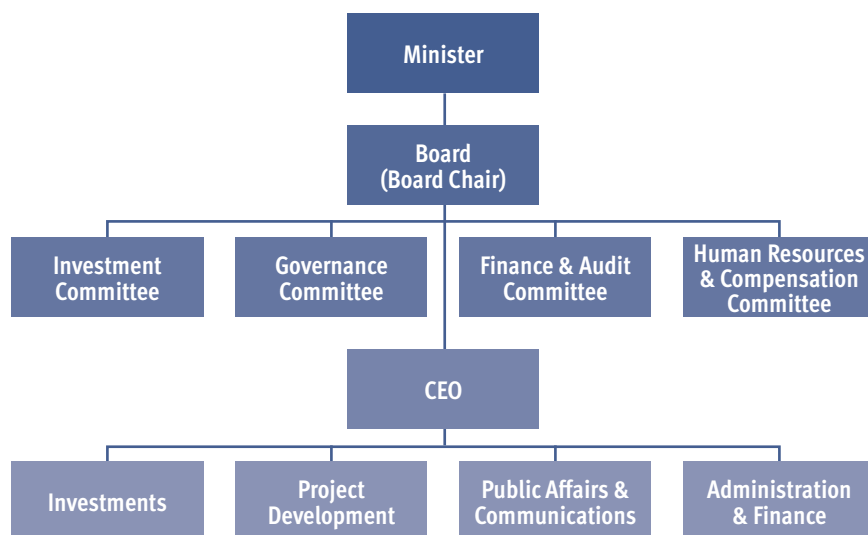 Minister
Board
(Board Chair)
Investment
Committee
Governance
Committee
Finance & Audit
Committee
Human Resources
& Compensation
Committee
CEO
Investments
Project
Development
Public Affairs &
Communications
Administration
& Finance